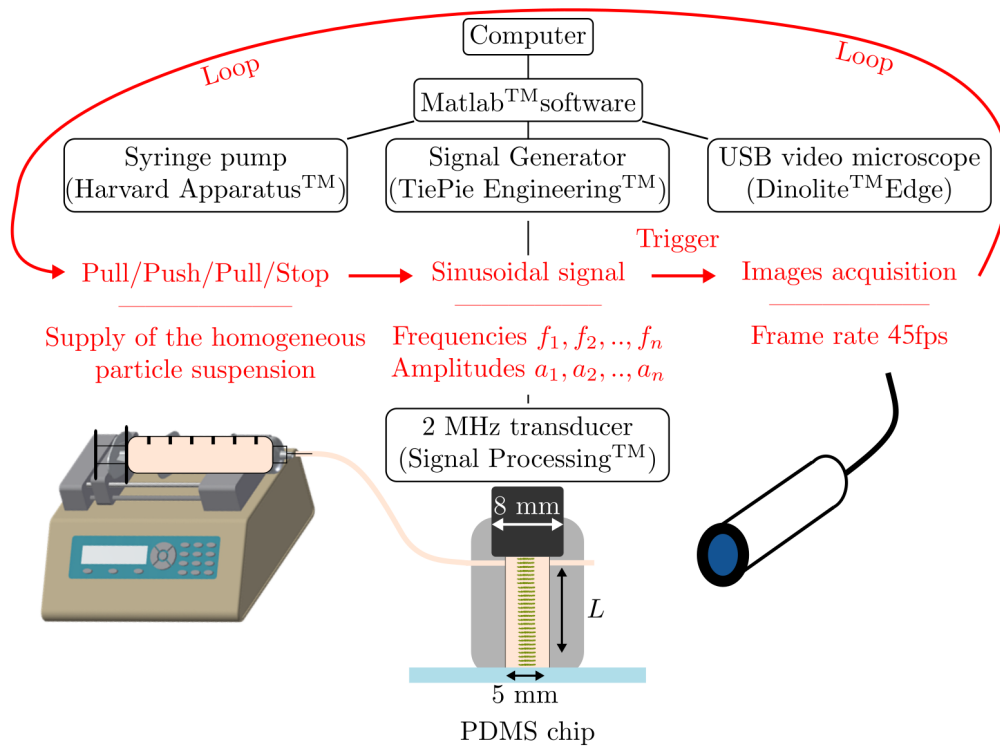 Computer
Loop
Loop
Matlab™software
Syringe pump
(Harvard Apparatus™)
Signal Generator
(TiePie Engineering™)
USB video microscope
(Dinolite™Edge)
Trigger
Pull/Push/Pull/Stop
Sinusoidal signal
Images acquisition
Supply of the homogeneous
particle suspension
Frequencies f₁, f₂, .., fₙ
Amplitudes a₁, a₂, .., aₙ
Frame rate 45fps
2 MHz transducer
(Signal Processing™)
8 mm
L
5 mm
PDMS chip